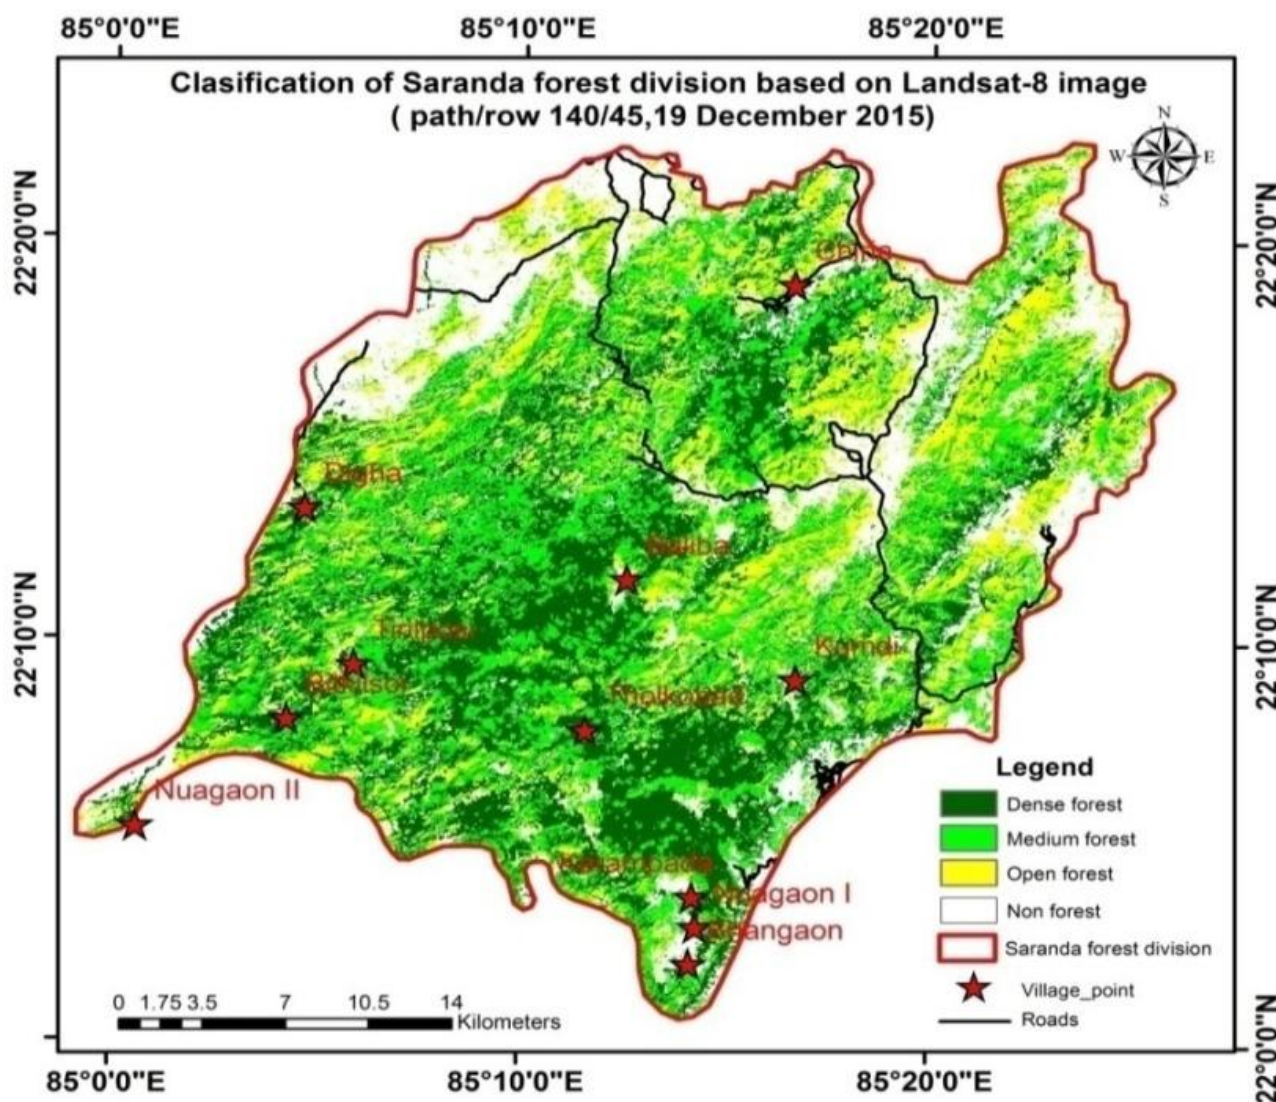 85°0'0"E 85°10'0"E 85°20'0"E
Clasification of Saranda forest division based on Landsat-8 image
( path/row 140/45,19 December 2015)
N
W E
S
22°20'0"N 22°20'0"N
Digha
22°10'0"N 22°10'0"N
Nuagaon II
Nuagaon I
Legend
Dense forest
Medium forest
Open forest
Non forest
Saranda forest division
Village_point
Roads
0 1.75 3.5 7 10.5 14
Kilometers
22°0'0"N
85°0'0"E 85°10'0"E 85°20'0"E